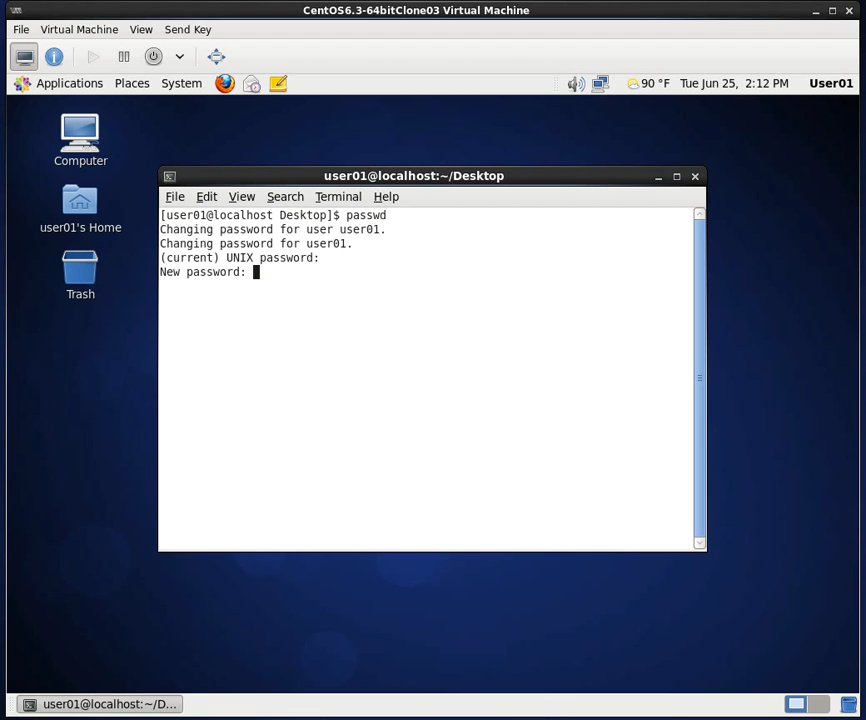 CentOS6.3-64bitClone03 Virtual Machine
File Virtual Machine View Send Key
Applications Places System 90 °F Tue Jun 25, 2:12 PM User01
Computer
user01's Home
Trash
user01@localhost:~/Desktop
File Edit View Search Terminal Help
[user01@localhost Desktop]$ passwd
Changing password for user user01.
Changing password for user01.
(current) UNIX password:
New password:
user01@localhost:~/D...